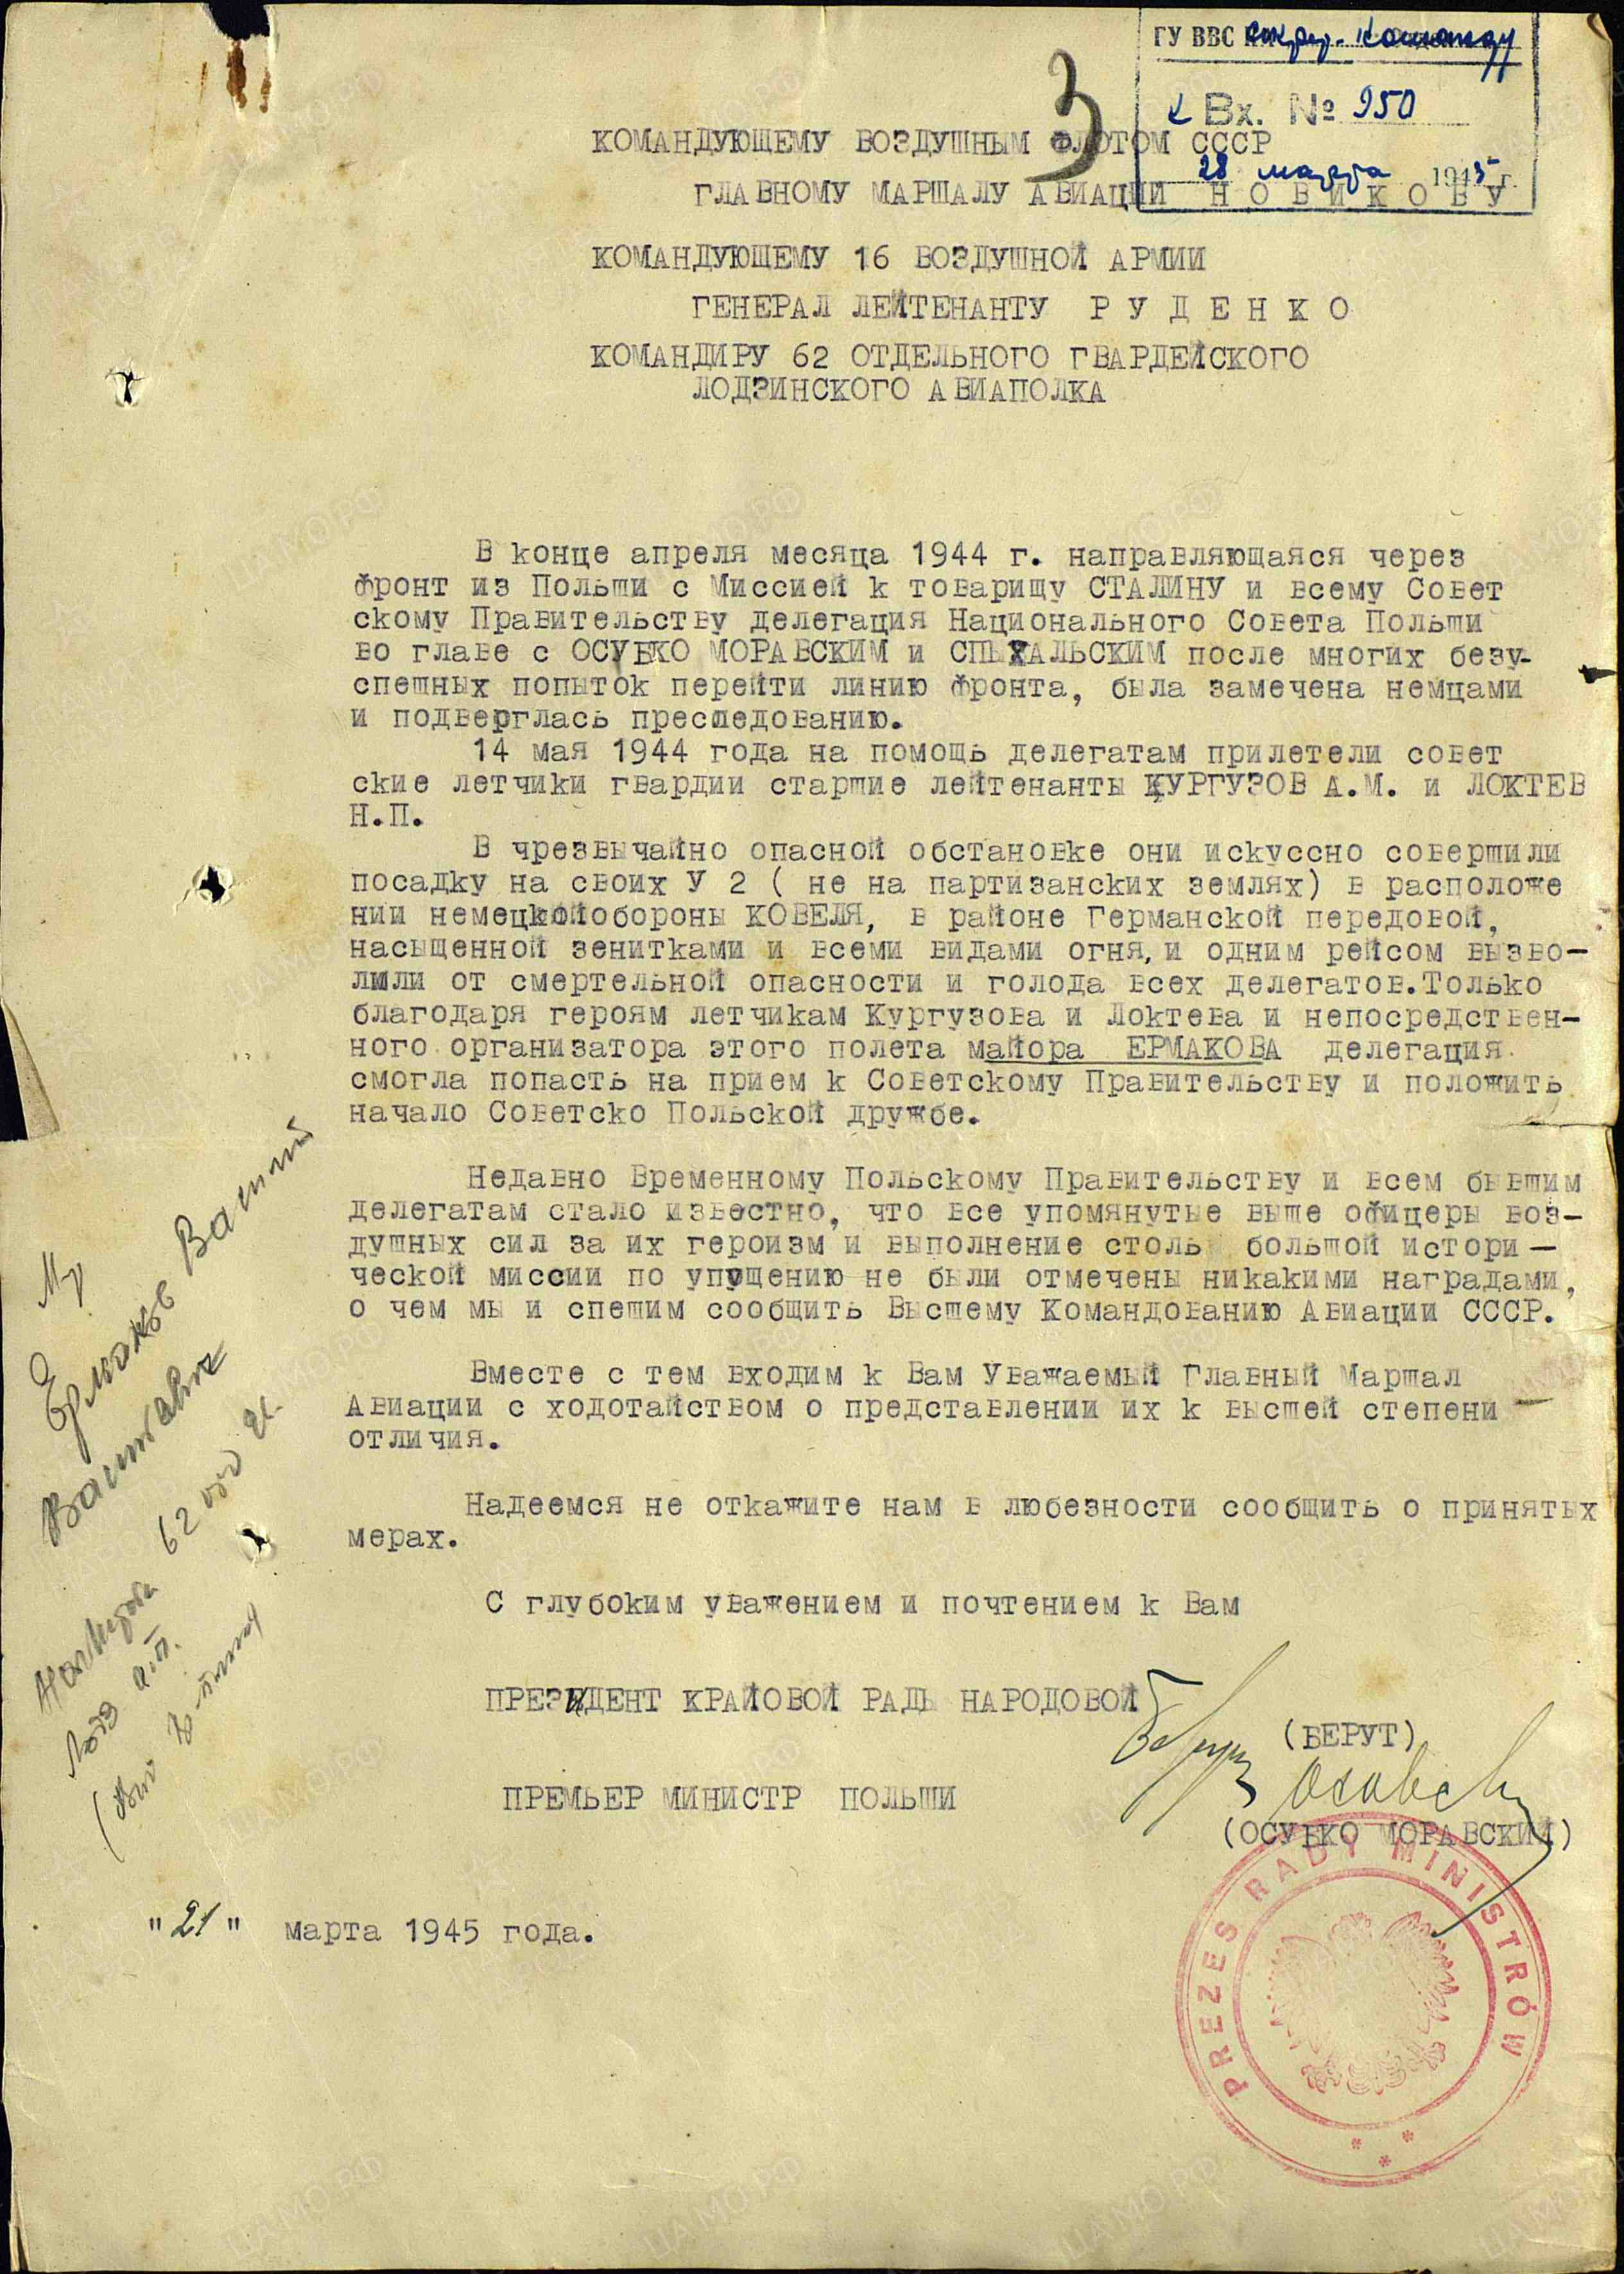 ГУ ВВС
Вх. № 950
28 марта 1945 г.
3
КОМАНДУЮЩЕМУ ВОЗДУШНЫМ ФЛОТОМ СССР
ГЛАВНОМУ МАРШАЛУ АВИАЦИИ Н О В И К О В У
КОМАНДУЮЩЕМУ 16 ВОЗДУШНОЙ АРМИИ
ГЕНЕРАЛ ЛЕЙТЕНАНТУ Р У Д Е Н К О
КОМАНДИРУ 62 ОТДЕЛЬНОГО ГВАРДЕЙСКОГО
ЛОДЗИНСКОГО АВИАПОЛКА
В конце апреля месяца 1944 г. направляющаяся через
фронт из Польши с Миссией к товарищу СТАЛИНУ и всему Совет
скому Правительству делегация Национального Совета Польши
во главе с ОСУБКО МОРАВСКИМ и СПЫХАЛЬСКИМ после многих безу-
спешных попыток перейти линию фронта, была замечена немцами
и подверглась преследованию.
14 мая 1944 года на помощь делегатам прилетели совет
ские летчики гвардии старшие лейтенанты КУРГУЗОВ А.М. и ЛОКТЕВ
Н.П.
В чрезвычайно опасной обстановке они искуссно совершили
посадку на своих У 2 ( не на партизанских землях) в расположе
нии немецкойобороны КОВЕЛЯ, в районе Германской передовой,
насыщенной зенитками и всеми видами огня, и одним рейсом вызво-
лили от смертельной опасности и голода всех делегатов.Только
благодаря героям летчикам Кургузова и Локтева и непосредствен-
ного организатора этого полета майора ЕРМАКОВА делегация
смогла попасть на прием к Советскому Правительству и положить
начало Советско Польской дружбе.
Недавно Временному Польскому Правительству и всем бывшим
делегатам стало известно, что все упомянутые выше офицеры воз-
душных сил за их героизм и выполнение столь большой истори-
ческой миссии по упущению не были отмечены никакими наградами,
о чем мы и спешим сообщить Высшему Командованию Авиации СССР.
Вместе с тем входим к Вам Уважаемый Главный Маршал
Авиации с ходотайством о представлении их к высшей степени
отличия.
Надеемся не откажите нам в любезности сообщить о принятых
мерах.
С глубоким уважением и почтением к Вам
ПРЕЗИДЕНТ КРАЙОВОЙ РАДЫ НАРОДОВОЙ
(БЕРУТ)
ПРЕМЬЕР МИНИСТР ПОЛЬШИ
(ОСУБКО МОРАВСКИЙ)
"21" марта 1945 года.
PREZES RADY MINISTRÓW
Ермаков
62
ЦАМО РФ